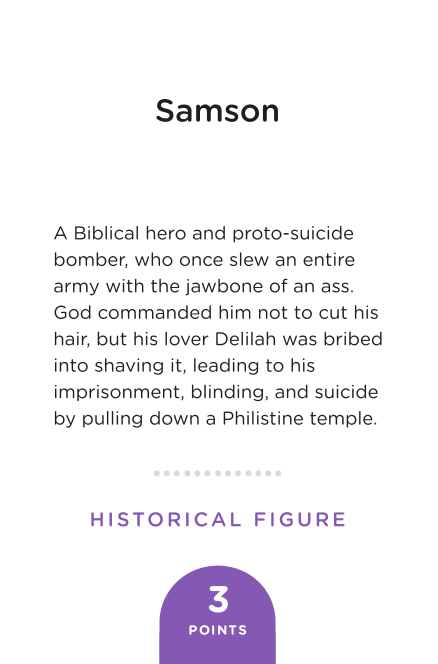 Samson
A Biblical hero and proto-suicide
bomber, who once slew an entire
army with the jawbone of an ass.
God commanded him not to cut his
hair, but his lover Delilah was bribed
into shaving it, leading to his
imprisonment, blinding, and suicide
by pulling down a Philistine temple.
HISTORICAL FIGURE
3
POINTS